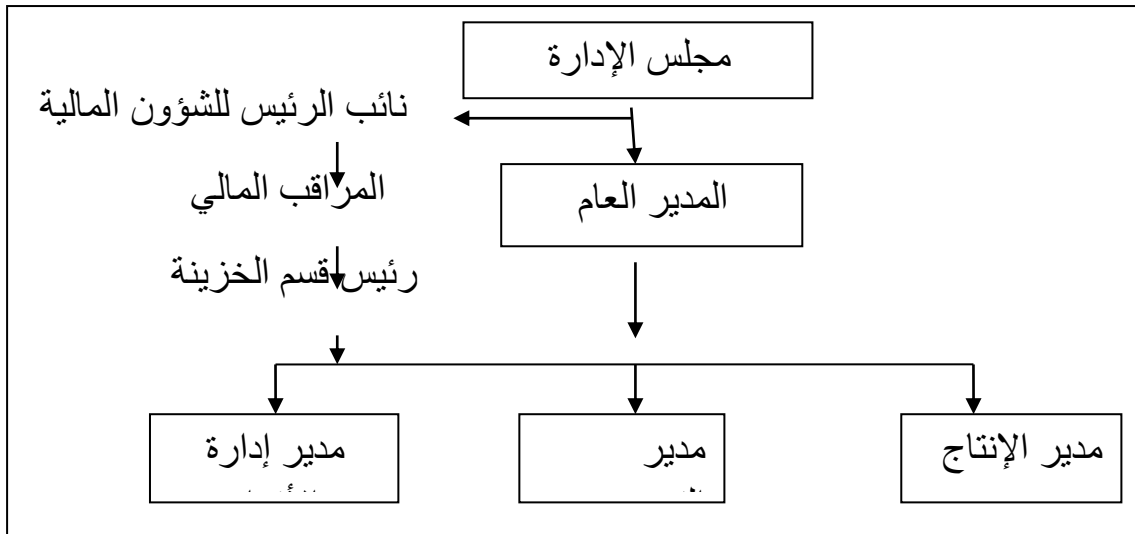 مجلس الإدارة
نائب الرئيس للشؤون المالية
المدير العام
المراقب المالي
رئيس قسم الخزينة
مدير الإنتاج
مدير
مدير إدارة